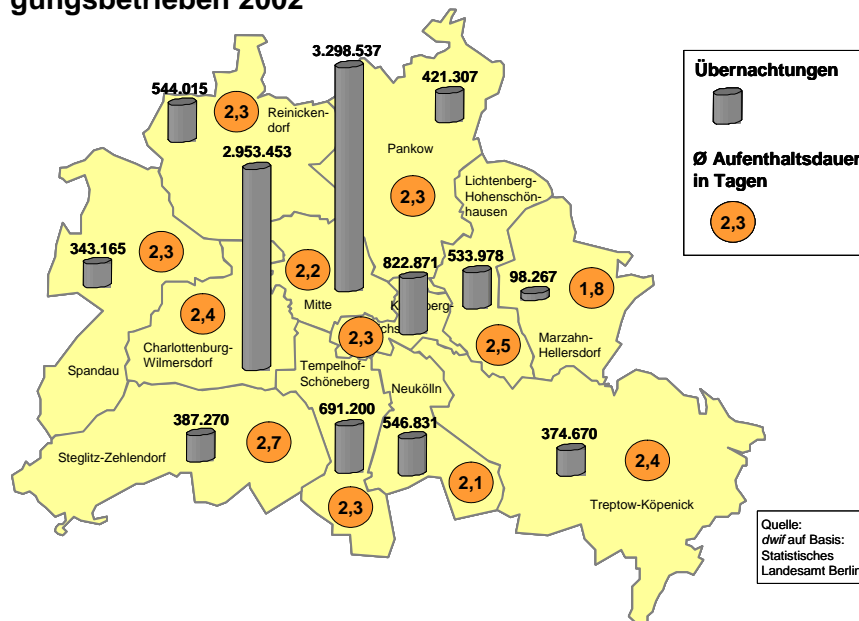 gungsbetrieben 2002
3.298.537
544.015
421.307
2,3
Reinicken-
dorf
Pankow
2.953.453
Lichtenberg-
Hohenschön-
hausen
2,3
343.165
2,3
2,2
822.871
533.978
98.267
1,8
Mitte
2,4
2,3
2,5
Charlottenburg-
Wilmersdorf
Marzahn-
Hellersdorf
Spandau
Tempelhof-
Schöneberg
Neukölln
387.270
691.200
546.831
374.670
Steglitz-Zehlendorf
2,7
2,4
2,1
2,3
Treptow-Köpenick
Übernachtungen
Ø Aufenthaltsdauer
in Tagen
2,3
Quelle:
dwif auf Basis:
Statistisches
Landesamt Berlin